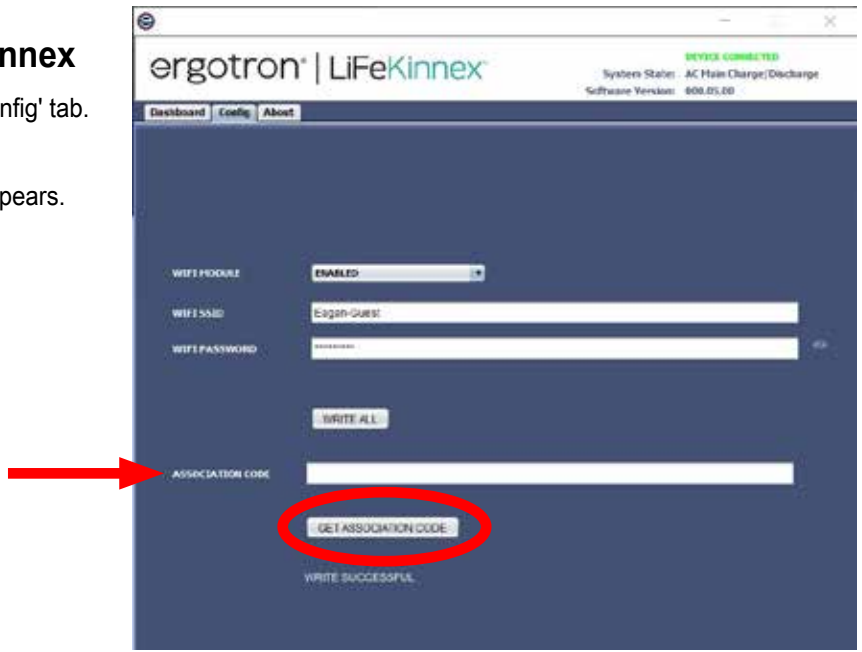 nnex
nfig' tab.
pears.
ergotron | LiFeKinnex
DEVICE CONNECTED
System State: AC Main Charge/Discharge
Software Version: 000.05.00
Dashboard Config About
WIFI MODULE ENABLED
WIFI SSID Eagan-Guest
WIFI PASSWORD **********
WRITE ALL
ASSOCIATION CODE
GET ASSOCIATION CODE
WRITE SUCCESSFUL